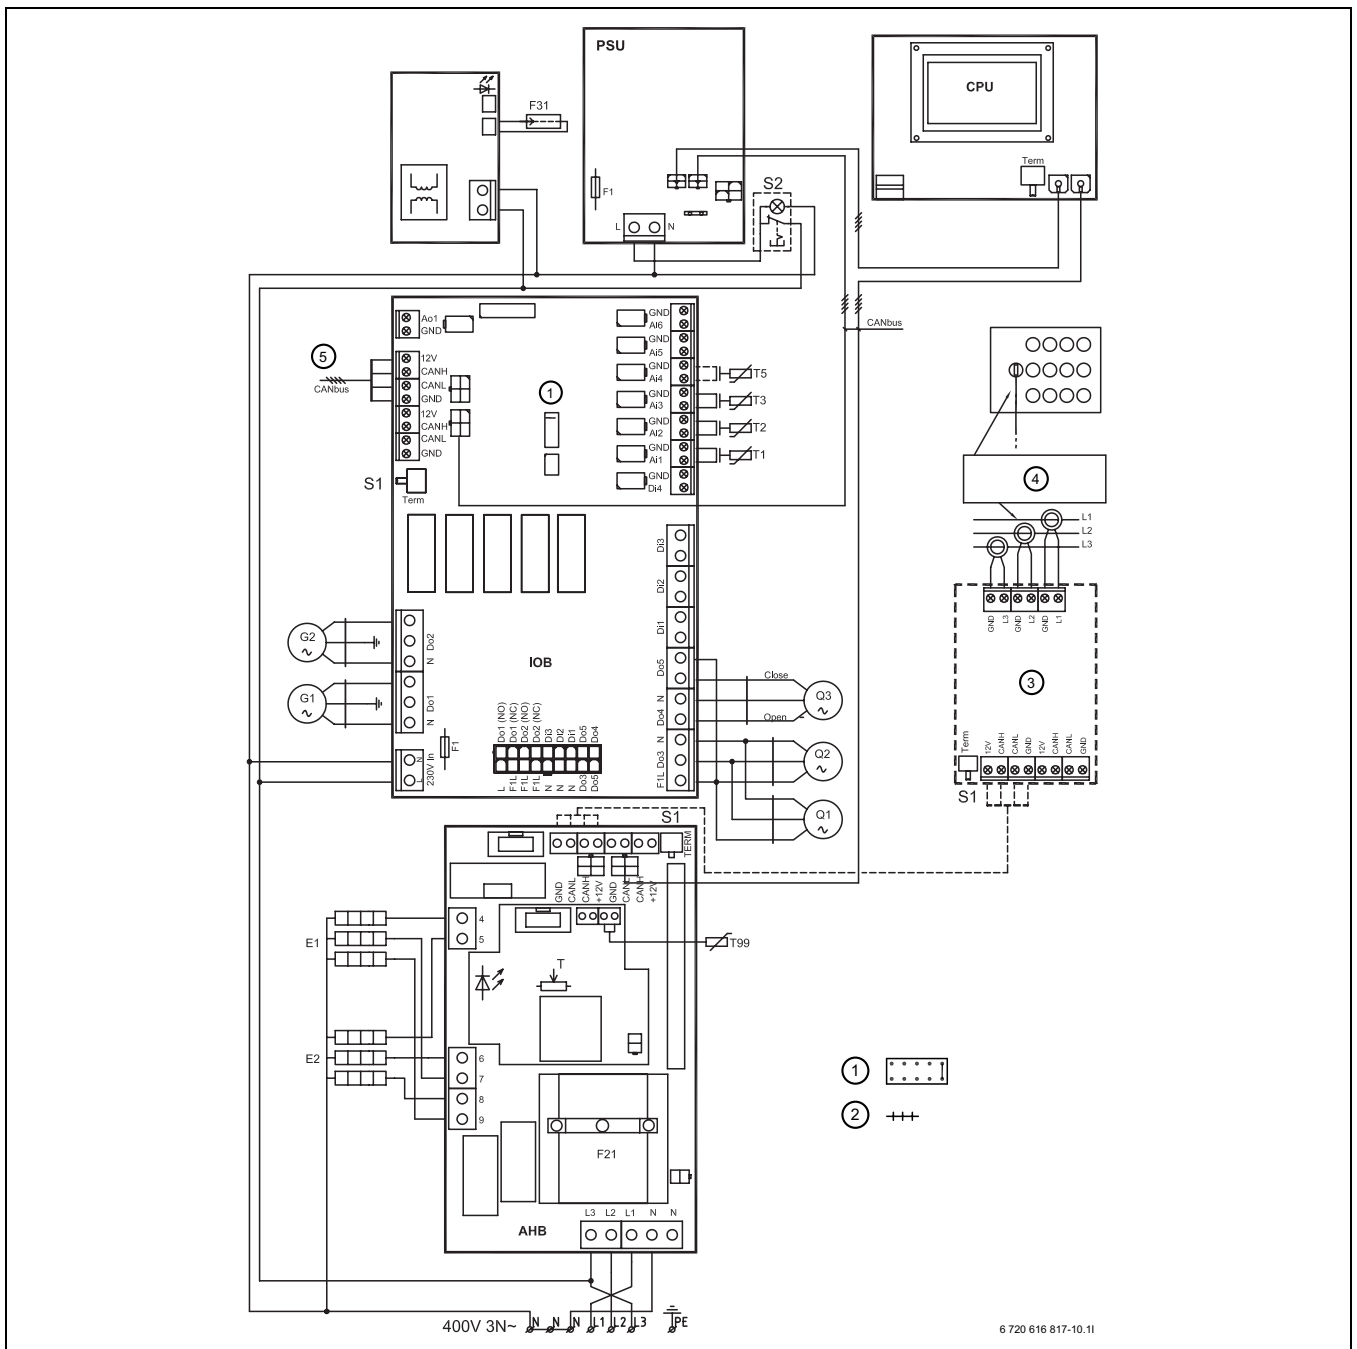 PSU
CPU
F31
Term
S2
F1
L
N
Ao1
GND
12V
CANH
CANL
GND
12V
CANH
CANL
GND
5
CANbus
S1
Term
1
GND
AI6
GND
Ai5
GND
Ai4
GND
Ai3
GND
AI2
GND
Ai1
GND
Di4
T5
T3
T2
T1
CANbus
4
L1
L2
L3
GND
L3
GND
L2
GND
L1
3
Term
12V
CANH
CANL
GND
12V
CANH
CANL
GND
S1
Di3
Di2
Di1
Do5
N
Do4
N
Do3
F1L
IOB
G2
G1
Do2
N
Do1
N
N
L
230V In
F1
Do1 (NO)
Do1 (NC)
Do2 (NO)
Do2 (NC)
Di3
DI2
Di1
Do5
Do4
L
F1L
F1L
F1L
N
N
N
Do3
Do5
Close
Open
Q3
Q2
Q1
S1
TERM
GND
CANL
CANH
+12V
GND
CANL
CANH
+12V
T99
T
E1
E2
4
5
6
7
8
9
F21
AHB
L3 L2 L1 N N
1
2
400V 3N~ N N N L1 L2 L3 PE
6 720 616 817-10.1I